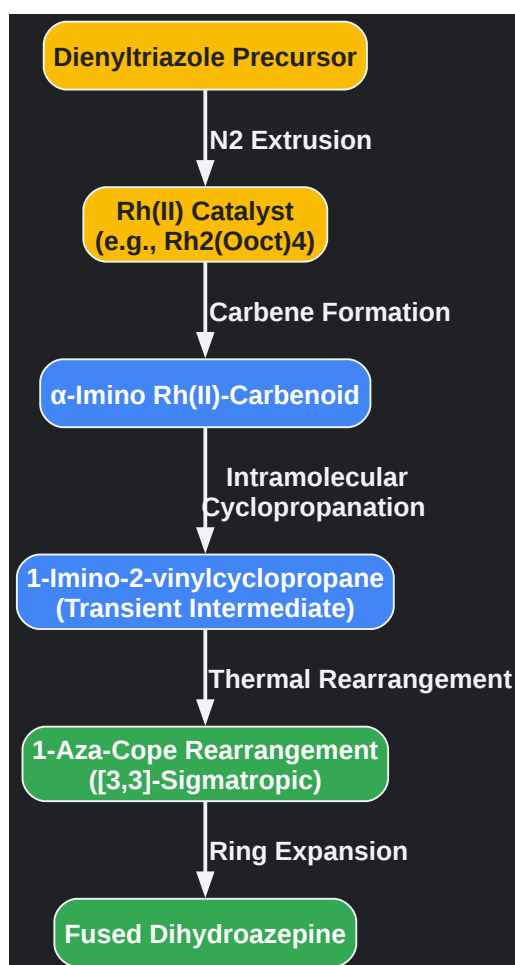 Dienyltriazole Precursor
N2 Extrusion
Rh(II) Catalyst
(e.g., Rh2(Ooct)4)
Carbene Formation
α-Imino Rh(II)-Carbenoid
Intramolecular
Cyclopropanation
1-Imino-2-vinylcyclopropane
(Transient Intermediate)
Thermal Rearrangement
1-Aza-Cope Rearrangement
([3,3]-Sigmatropic)
Ring Expansion
Fused Dihydroazepine